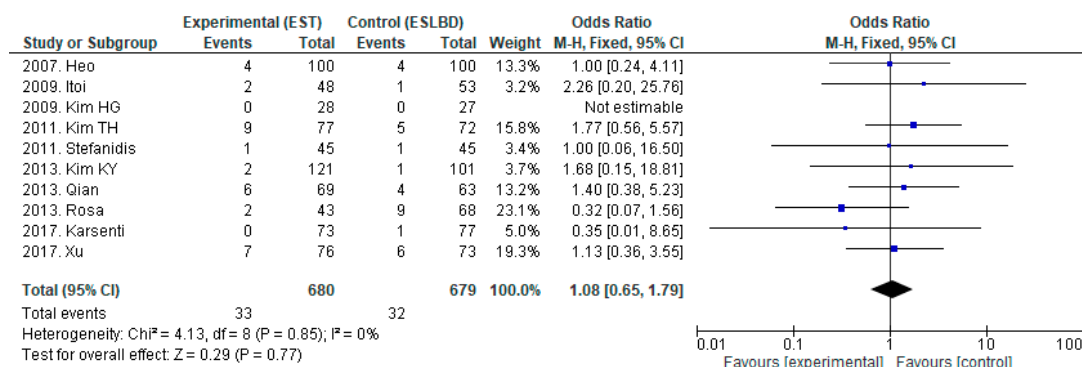 Experimental (EST) Control (ESLBD) Odds Ratio Odds Ratio
Study or Subgroup Events Total Events Total Weight M-H, Fixed, 95% CI M-H, Fixed, 95% CI
2007. Heo 4 100 4 100 13.3% 1.00 [0.24, 4.11]
2009. Itoi 2 48 1 53 3.2% 2.26 [0.20, 25.76]
2009. Kim HG 0 28 0 27 Not estimable
2011. Kim TH 9 77 5 72 15.8% 1.77 [0.56, 5.57]
2011. Stefanidis 1 45 1 45 3.4% 1.00 [0.06, 16.50]
2013. Kim KY 2 121 1 101 3.7% 1.68 [0.15, 18.81]
2013. Qian 6 69 4 63 13.2% 1.40 [0.38, 5.23]
2013. Rosa 2 43 9 68 23.1% 0.32 [0.07, 1.56]
2017. Karsenti 0 73 1 77 5.0% 0.35 [0.01, 8.65]
2017. Xu 7 76 6 73 19.3% 1.13 [0.36, 3.55]
Total (95% CI) 680 679 100.0% 1.08 [0.65, 1.79]
Total events 33 32
Heterogeneity: Chi² = 4.13, df = 8 (P = 0.85); I² = 0%
Test for overall effect: Z = 0.29 (P = 0.77)
0.01 0.1 1 10 100
Favours [experimental] Favours [control]